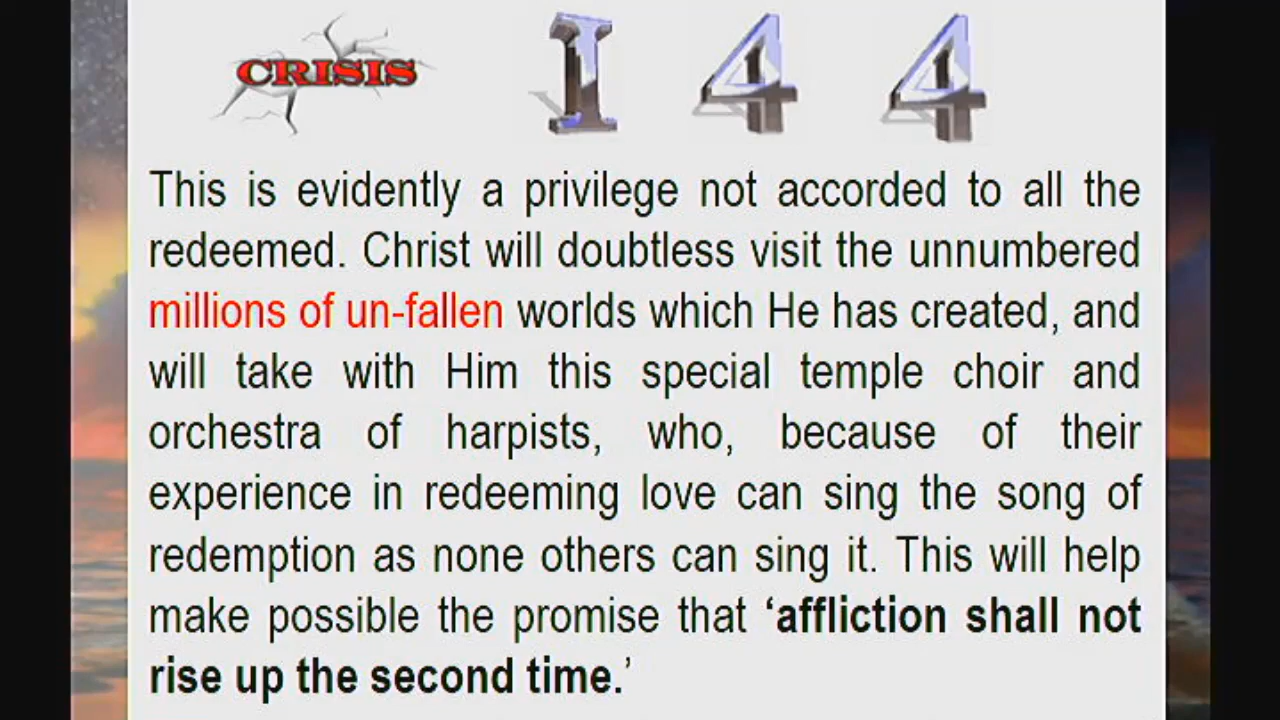 CRISIS 144
This is evidently a privilege not accorded to all the
redeemed. Christ will doubtless visit the unnumbered
millions of un-fallen worlds which He has created, and
will take with Him this special temple choir and
orchestra of harpists, who, because of their
experience in redeeming love can sing the song of
redemption as none others can sing it. This will help
make possible the promise that ‘affliction shall not
rise up the second time.’